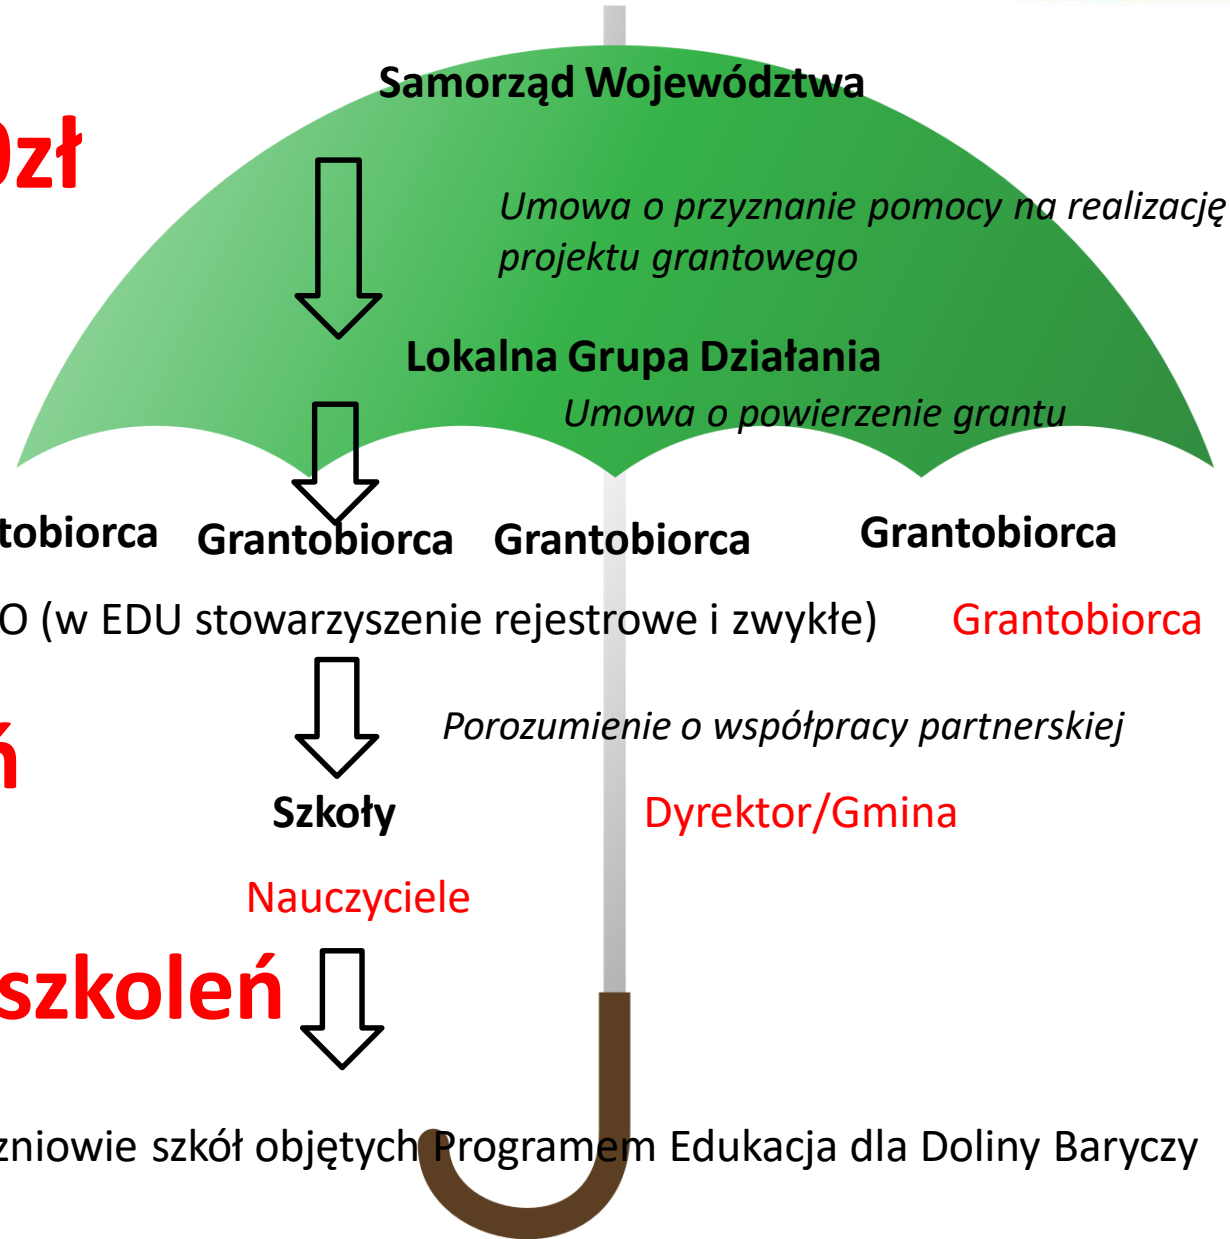 Samorząd Województwa
0zł
Umowa o przyznanie pomocy na realizację
projektu grantowego
Lokalna Grupa Działania
Umowa o powierzenie grantu
tobiorca Grantobiorca Grantobiorca Grantobiorca
O (w EDU stowarzyszenie rejestrowe i zwykłe) Grantobiorca
Porozumienie o współpracy partnerskiej
ń
Szkoły Dyrektor/Gmina
Nauczyciele
szkoleń
zniowie szkół objętych Programem Edukacja dla Doliny Baryczy